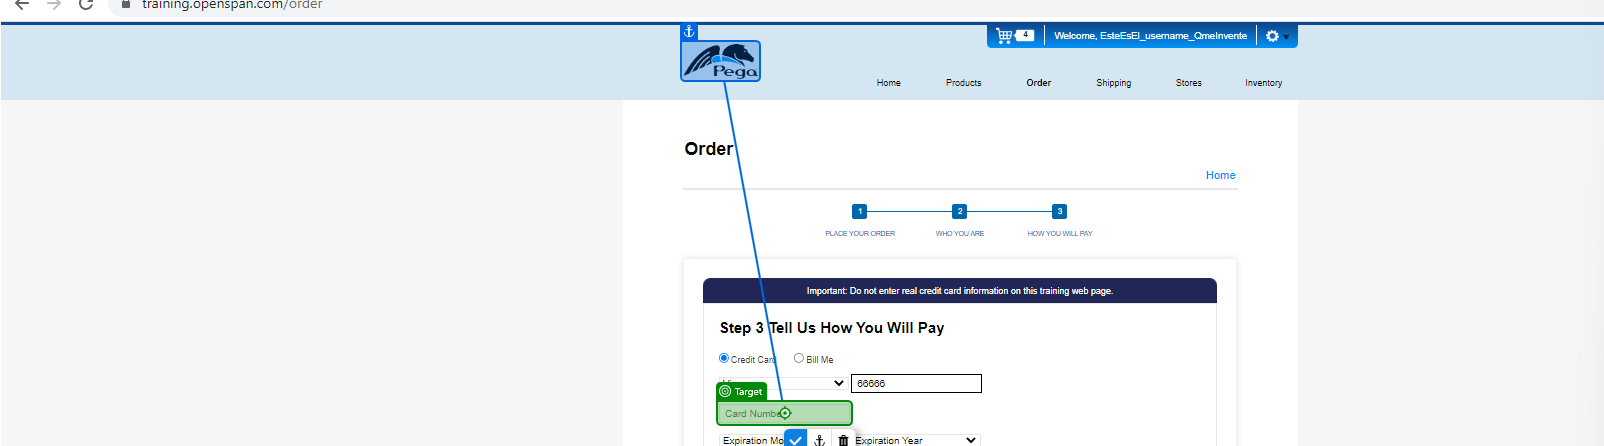 training.openspan.com/order
4
Welcome, EsteEsEl_username_QmeInvente
Pega
Home Products Order Shipping Stores Inventory
Order
Home
1 2 3
PLACE YOUR ORDER WHO YOU ARE HOW YOU WILL PAY
Important: Do not enter real credit card information on this training web page.
Step 3 Tell Us How You Will Pay
Credit Card Bill Me
66666
Target
Card Number
Expiration Mo Expiration Year